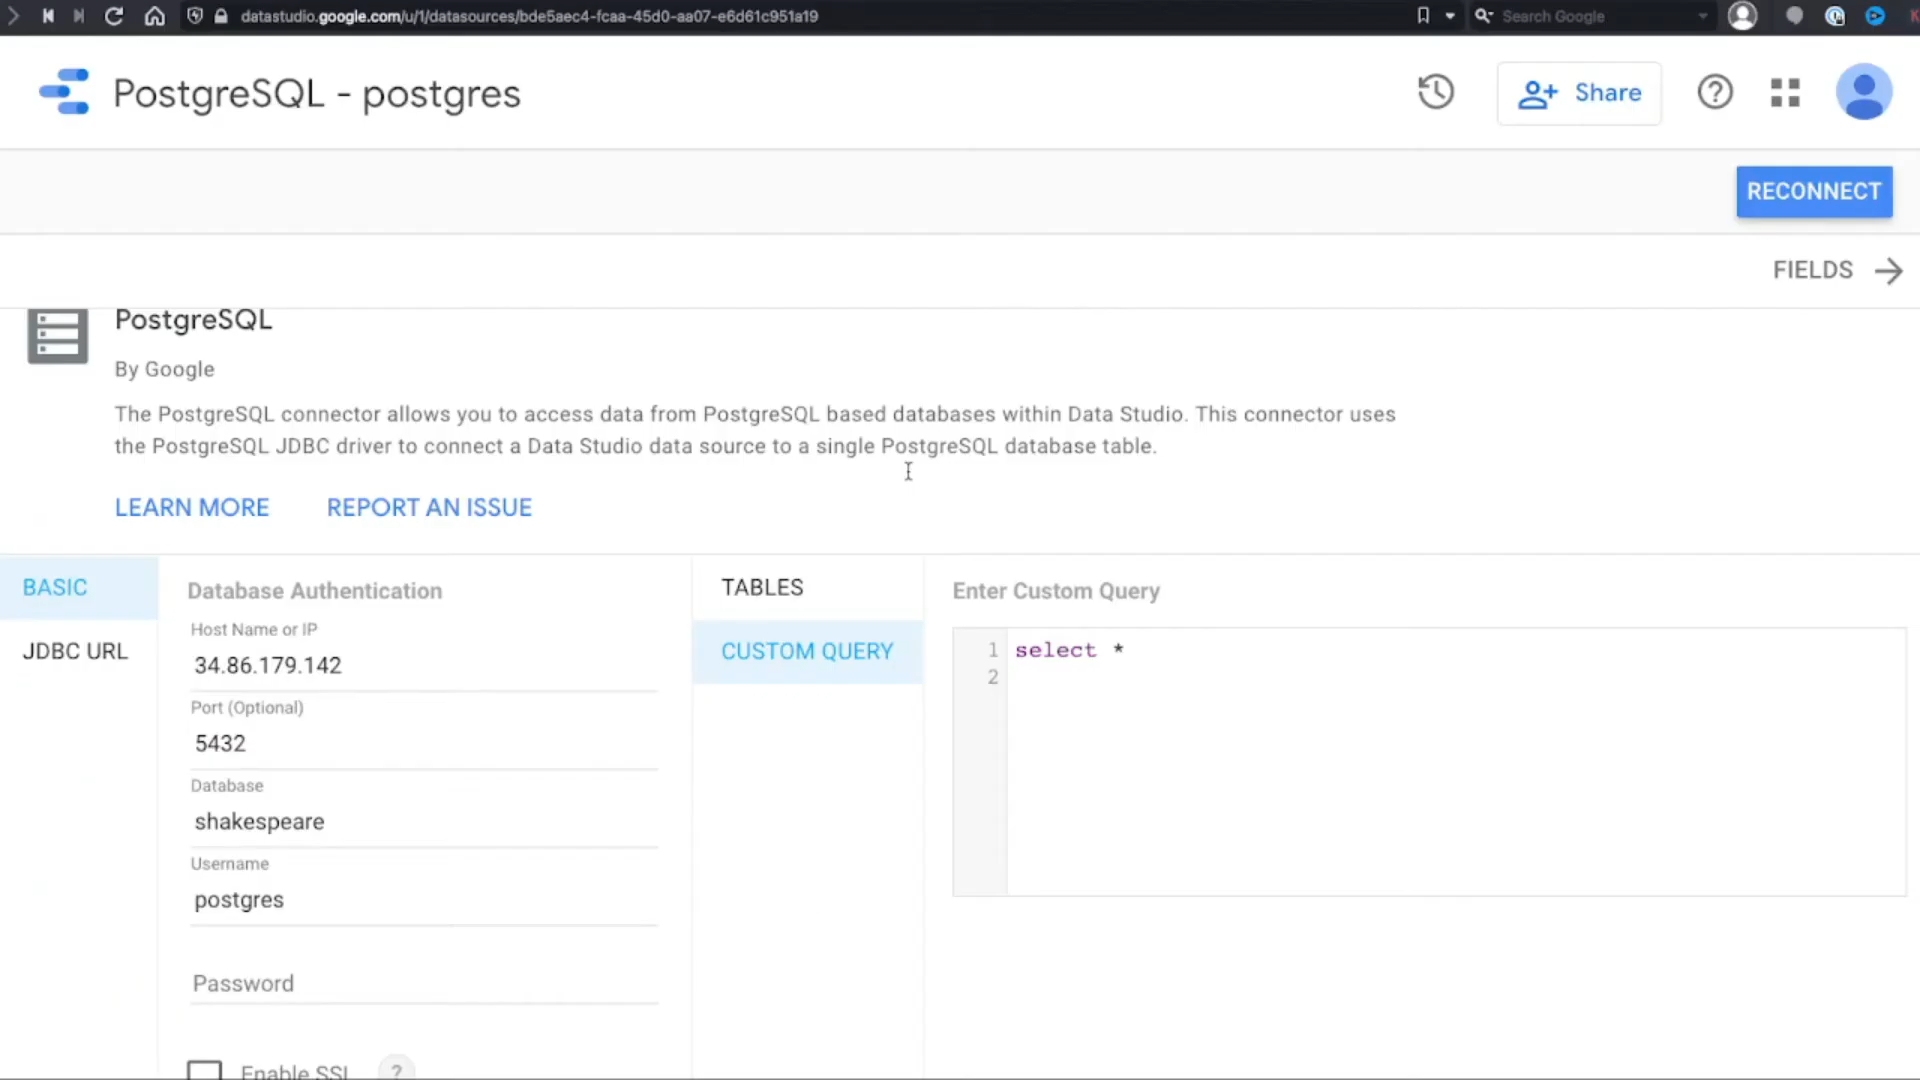 datastudio.google.com/u/1/datasources/bde5aec4-fcaa-45d0-aa07-e6d61c951a19
Search Google
PostgreSQL - postgres
Share
RECONNECT
FIELDS
PostgreSQL
By Google
The PostgreSQL connector allows you to access data from PostgreSQL based databases within Data Studio. This connector uses
the PostgreSQL JDBC driver to connect a Data Studio data source to a single PostgreSQL database table.
LEARN MORE
REPORT AN ISSUE
BASIC
JDBC URL
Database Authentication
Host Name or IP
34.86.179.142
Port (Optional)
5432
Database
shakespeare
Username
postgres
Password
Enable SSL
?
TABLES
CUSTOM QUERY
Enter Custom Query
1 select *
2